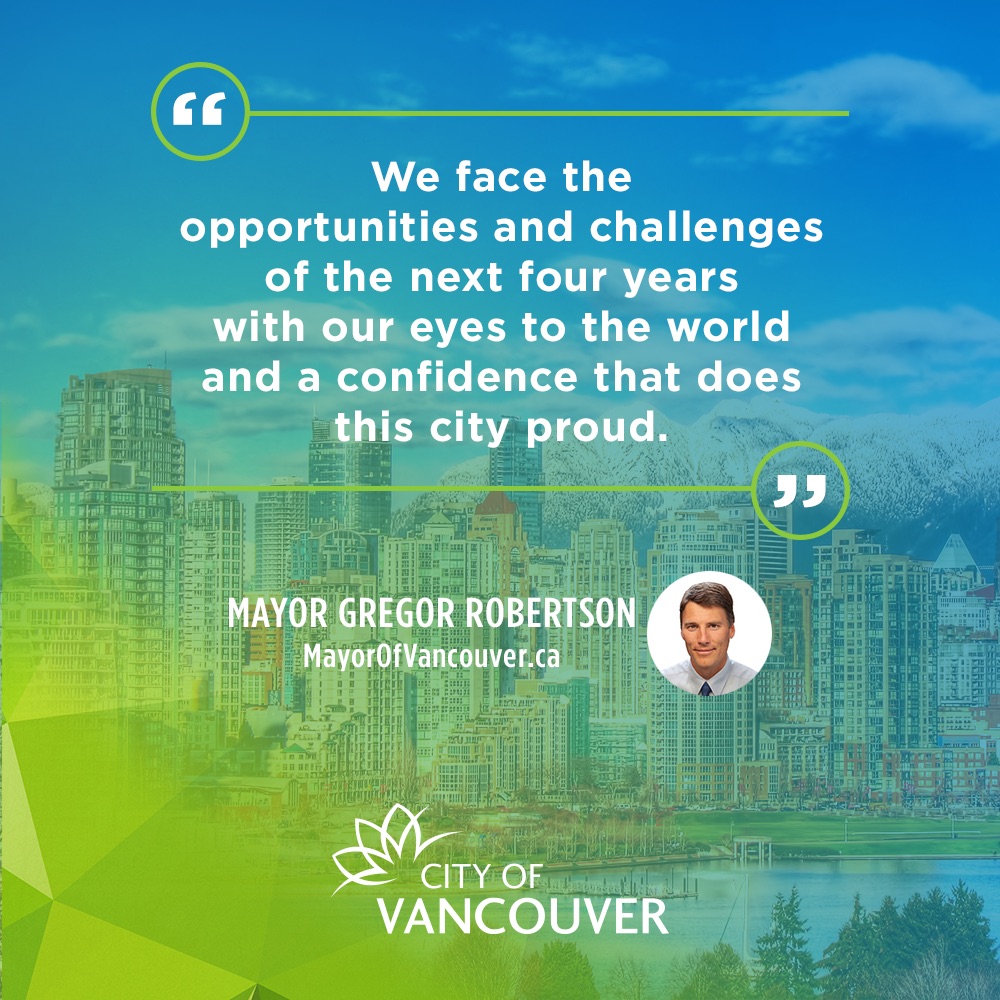 “
We face the
opportunities and challenges
of the next four years
with our eyes to the world
and a confidence that does
this city proud.
”
MAYOR GREGOR ROBERTSON
MayorOfVancouver.ca
CITY OF
VANCOUVER